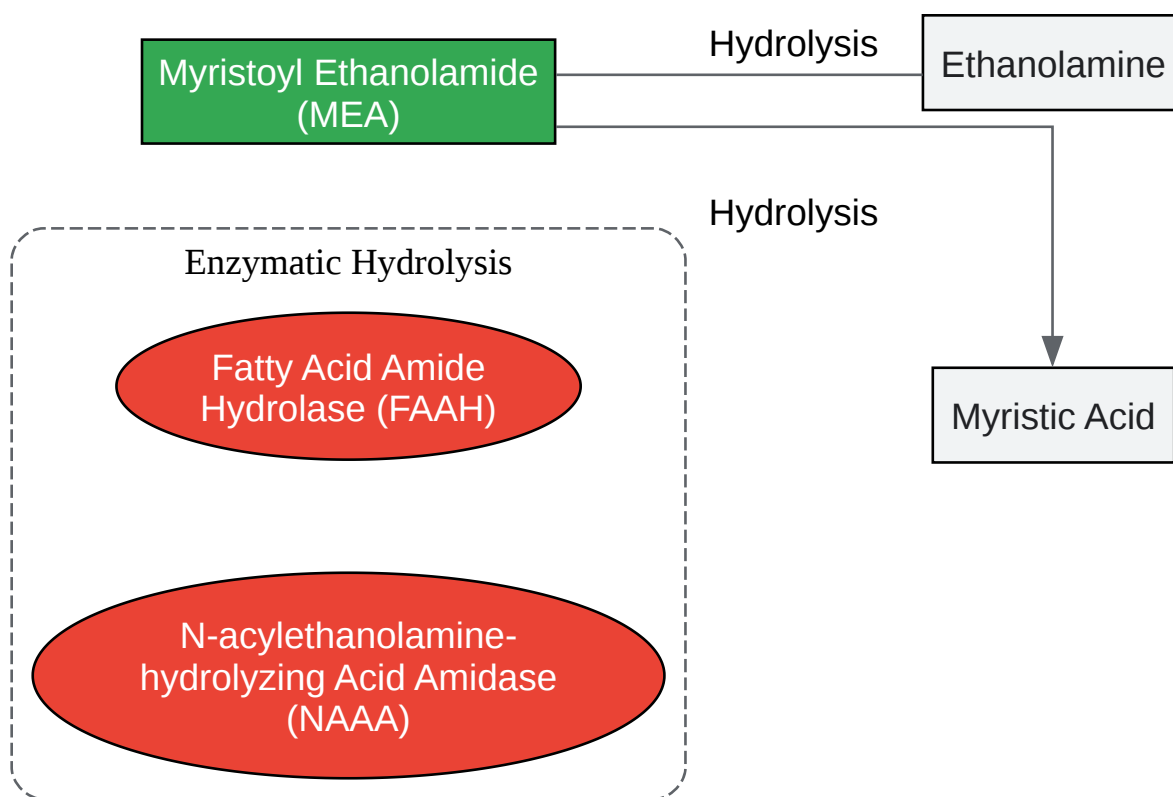 Hydrolysis
Myristoyl Ethanolamide
(MEA)
Ethanolamine
Hydrolysis
Enzymatic Hydrolysis
Fatty Acid Amide
Hydrolase (FAAH)
Myristic Acid
N-acylethanolamine-
hydrolyzing Acid Amidase
(NAAA)